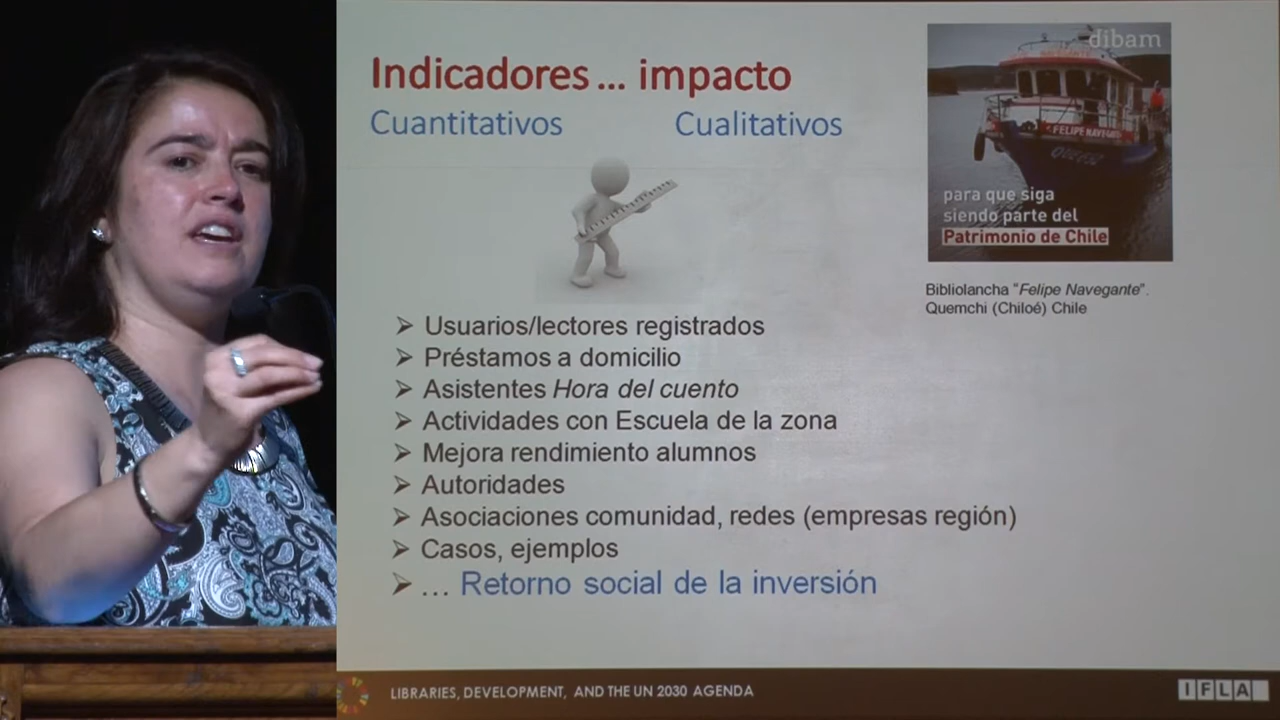 Indicadores ... impacto
Cuantitativos Cualitativos
dibam
FELIPE NAVEGANTE
para que siga
siendo parte del
Patrimonio de Chile
Bibliolancha "Felipe Navegante".
Quemchi (Chiloé) Chile
➢ Usuarios/lectores registrados
➢ Préstamos a domicilio
➢ Asistentes Hora del cuento
➢ Actividades con Escuela de la zona
➢ Mejora rendimiento alumnos
➢ Autoridades
➢ Asociaciones comunidad, redes (empresas región)
➢ Casos, ejemplos
➢ ... Retorno social de la inversión
LIBRARIES, DEVELOPMENT, AND THE UN 2030 AGENDA
IFLA